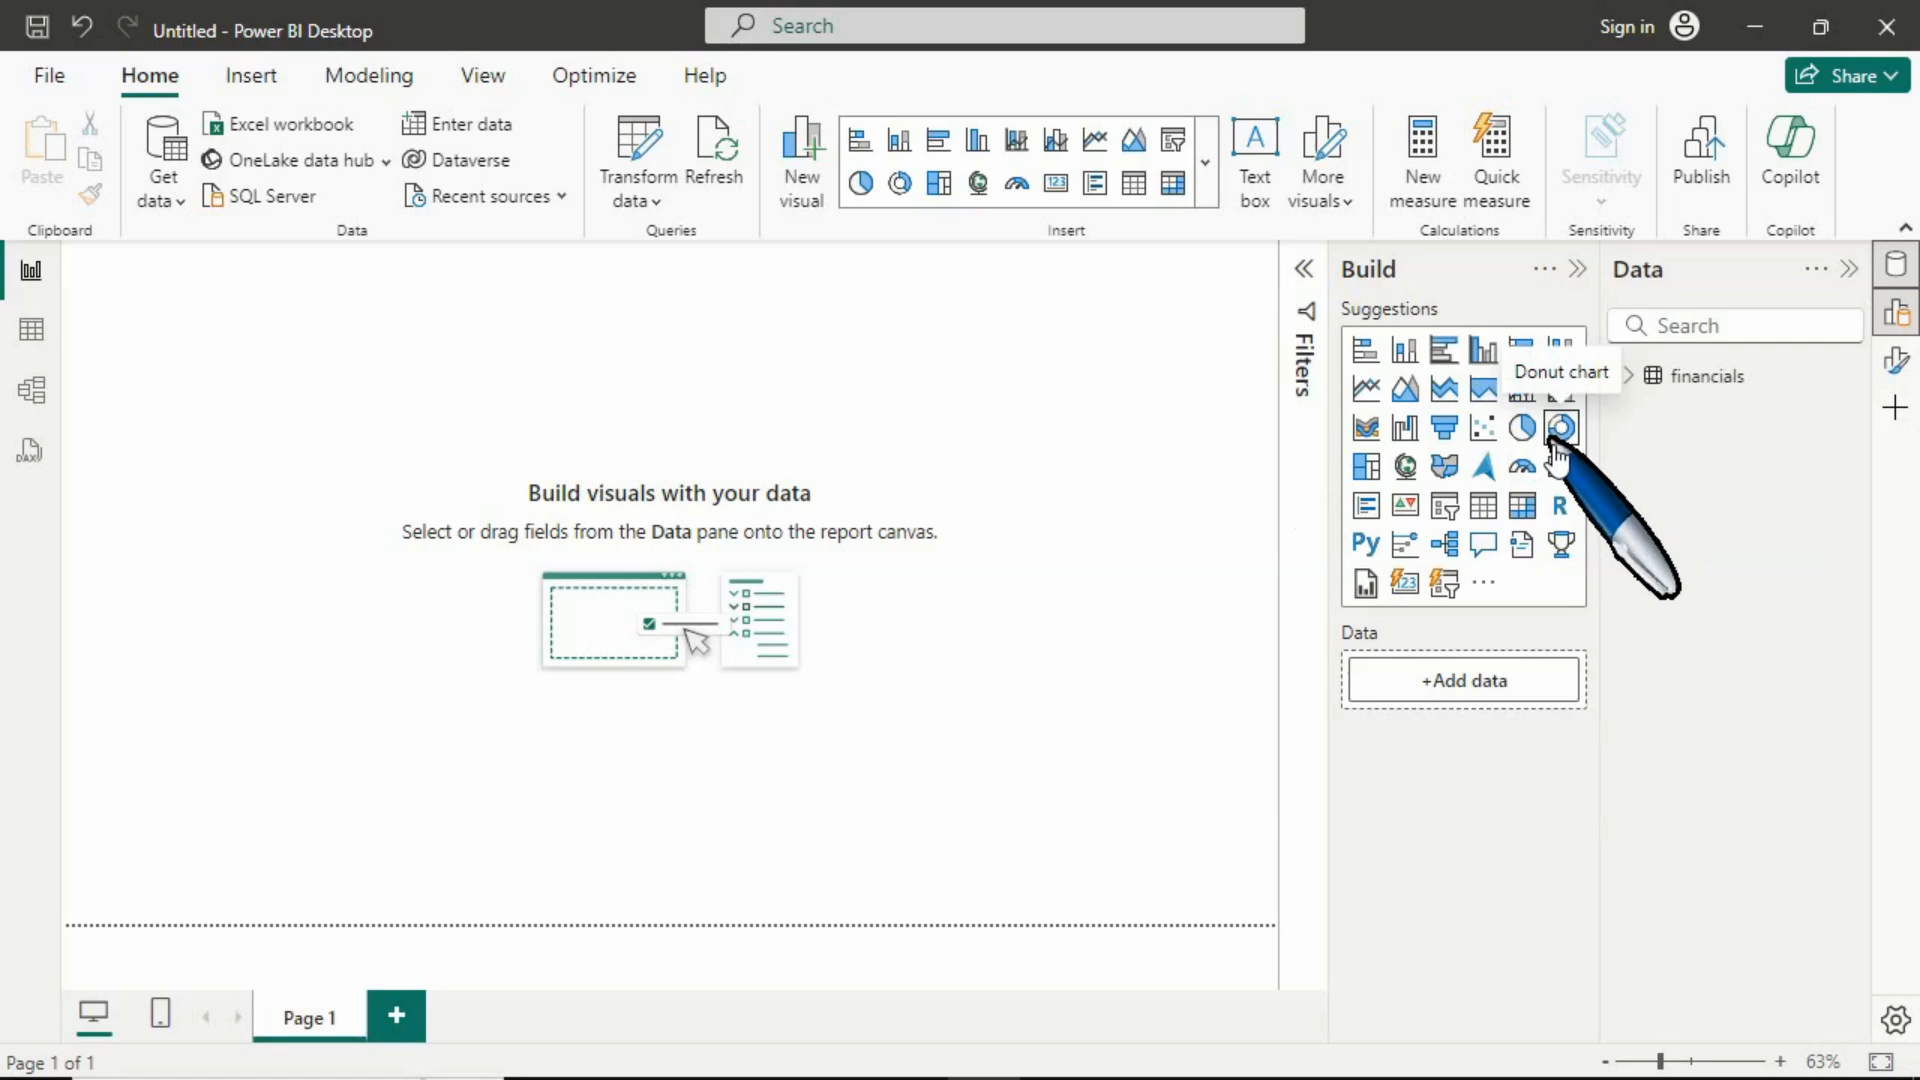 Untitled - Power BI Desktop
Search
Sign in
File
Home
Insert
Modeling
View
Optimize
Help
Share
Paste
Clipboard
Get
data
Excel workbook
OneLake data hub
SQL Server
Enter data
Dataverse
Recent sources
Data
Transform
data
Refresh
Queries
New
visual
123
A
Text
box
More
visuals
Insert
New
measure
Quick
measure
Calculations
Sensitivity
Sensitivity
Publish
Share
Copilot
Copilot
DAX
Build visuals with your data
Select or drag fields from the Data pane onto the report canvas.
Filters
Build
Suggestions
Donut chart
R
Py
123
Data
+Add data
Data
Search
financials
Page 1
Page 1 of 1
63%